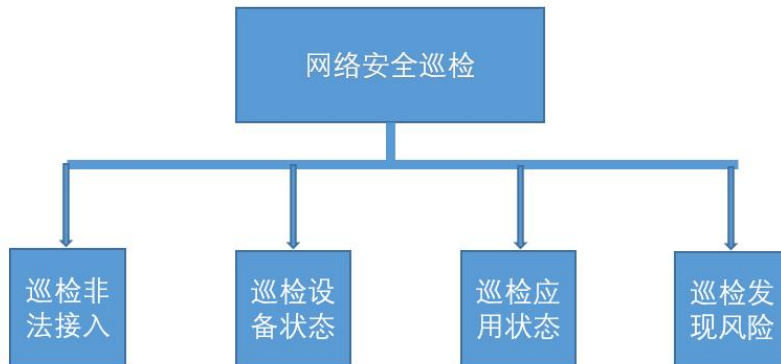 网络安全巡检
巡检非
法接入
巡检设
备状态
巡检应
用状态
巡检发
现风险